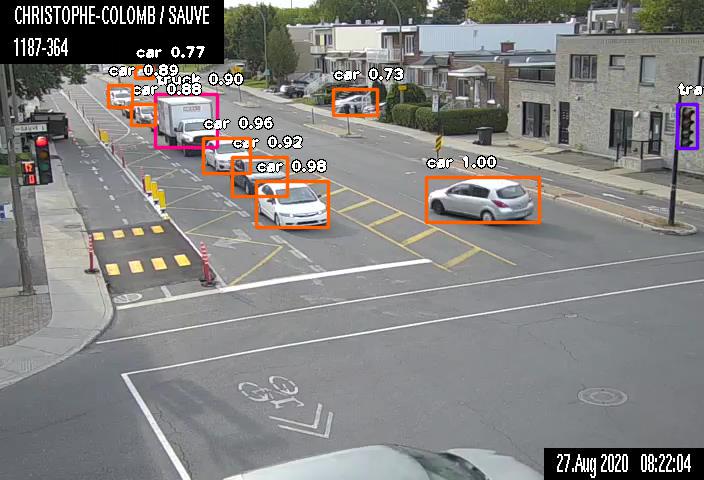 CHRISTOPHE-COLOMB / SAUVE
1187-364
car 0.77
car 0.89
truck 0.90
car 0.88
car 0.73
tra
car 0.96
car 0.92
car 0.98
car 1.00
27.Aug 2020 08:22:04